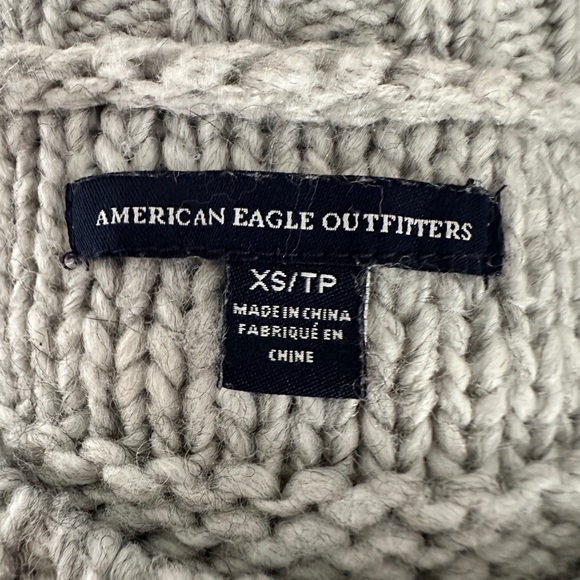 AMERICAN EAGLE OUTFITTERS
XS/TP
MADE IN CHINA
FABRIQUÉ EN
CHINE